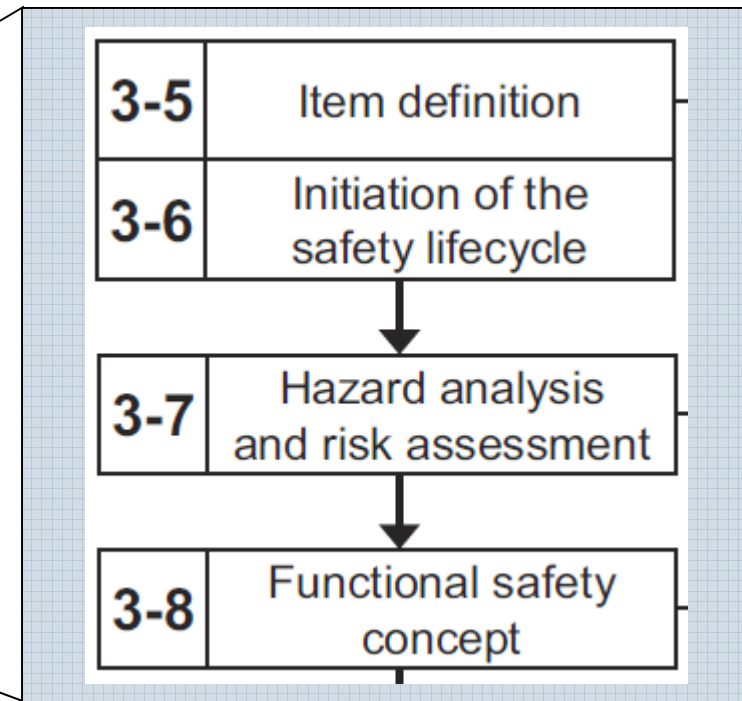 3-5 Item definition
3-6 Initiation of the
safety lifecycle
3-7 Hazard analysis
and risk assessment
3-8 Functional safety
concept